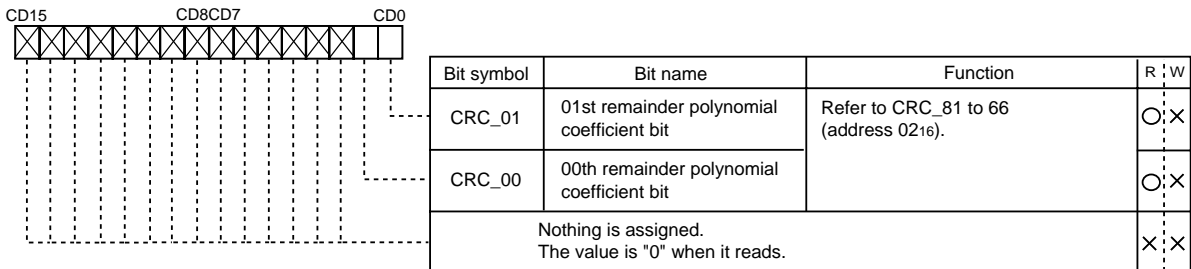 CD15 CD8CD7 CD0
Bit symbol Bit name Function R W
CRC_01 01st remainder polynomial coefficient bit Refer to CRC_81 to 66 (address 0216).
CRC_00 00th remainder polynomial coefficient bit
Nothing is assigned.
The value is "0" when it reads.